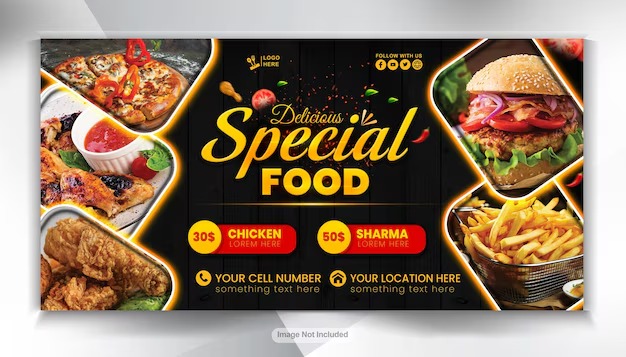 LOGO
HERE
FOLLOW WITH US
Delicious
Special
FOOD
30$ CHICKEN
LOREM HERE
50$ SHARMA
LOREM HERE
YOUR CELL NUMBER
something text here
YOUR LOCATION HERE
something text here
Image Not Included